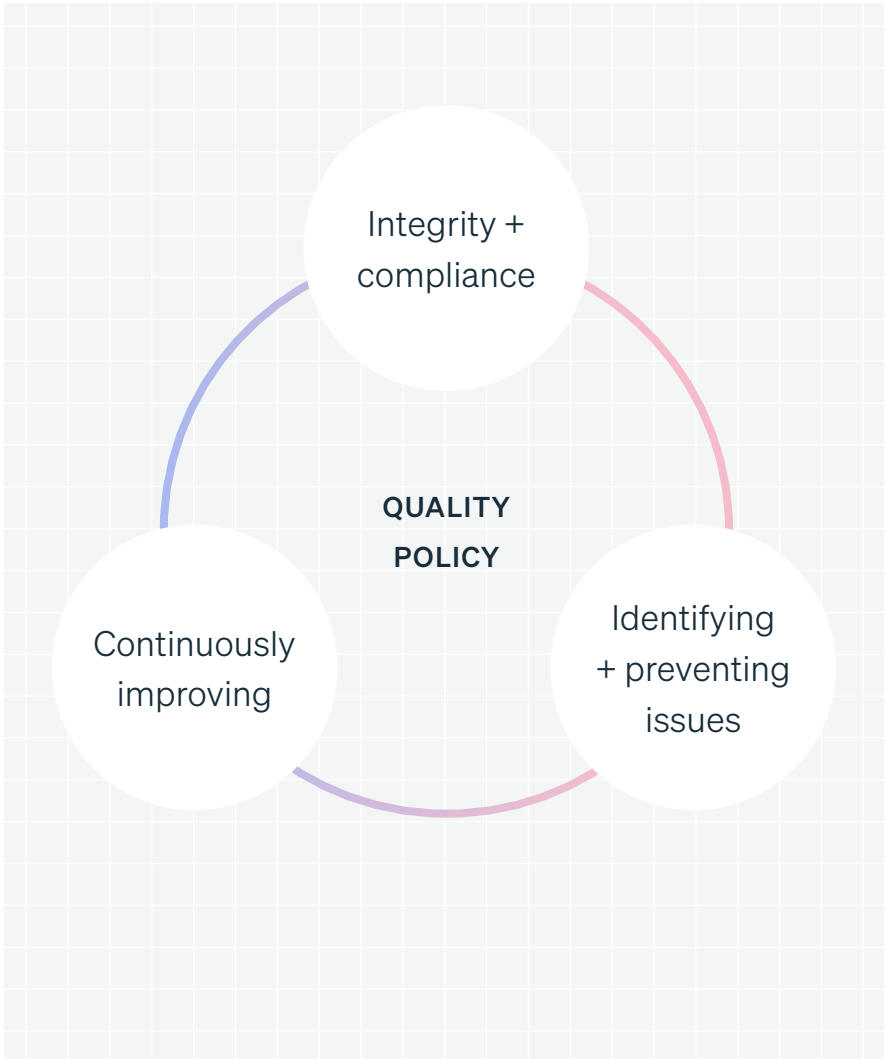 Integrity +
compliance
QUALITY
POLICY
Continuously
improving
Identifying
+ preventing
issues